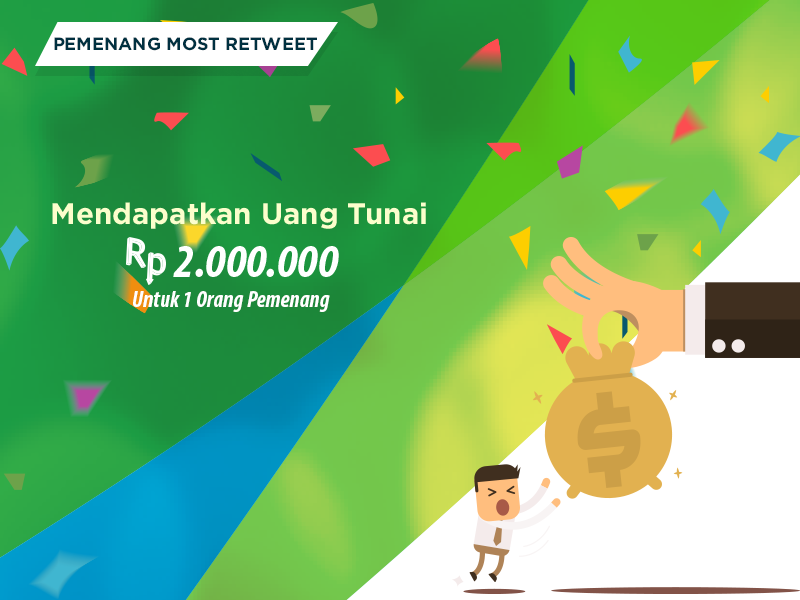 PEMENANG MOST RETWEET
Mendapatkan Uang Tunai
Rp 2.000.000
Untuk 1 Orang Pemenang
$